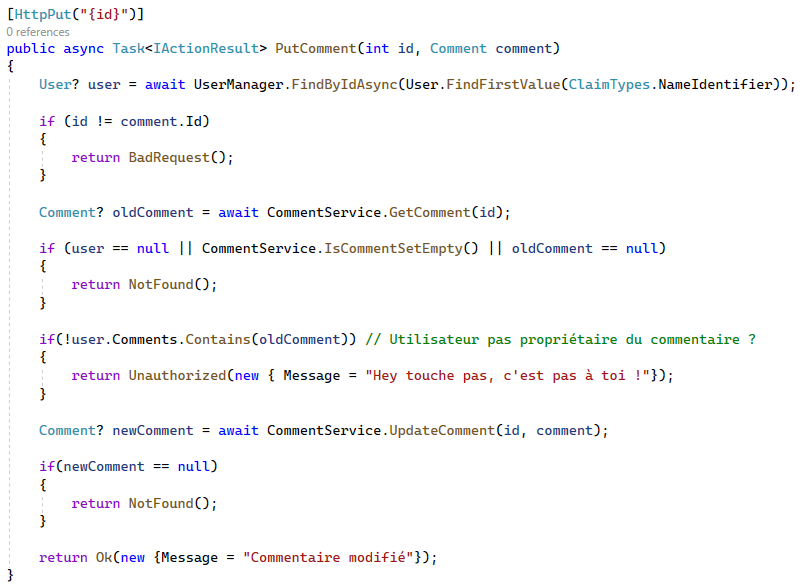 [HttpPut("{id}")]
0 references
public async Task<IActionResult> PutComment(int id, Comment comment)
{
    User? user = await UserManager.FindByIdAsync(User.FindFirstValue(ClaimTypes.NameIdentifier));

    if (id != comment.Id)
    {
        return BadRequest();
    }

    Comment? oldComment = await CommentService.GetComment(id);

    if (user == null || CommentService.IsCommentSetEmpty() || oldComment == null)
    {
        return NotFound();
    }

    if(!user.Comments.Contains(oldComment)) // Utilisateur pas propriétaire du commentaire ?
    {
        return Unauthorized(new { Message = "Hey touche pas, c'est pas à toi !"});
    }

    Comment? newComment = await CommentService.UpdateComment(id, comment);

    if(newComment == null)
    {
        return NotFound();
    }

    return Ok(new {Message = "Commentaire modifié"});
}